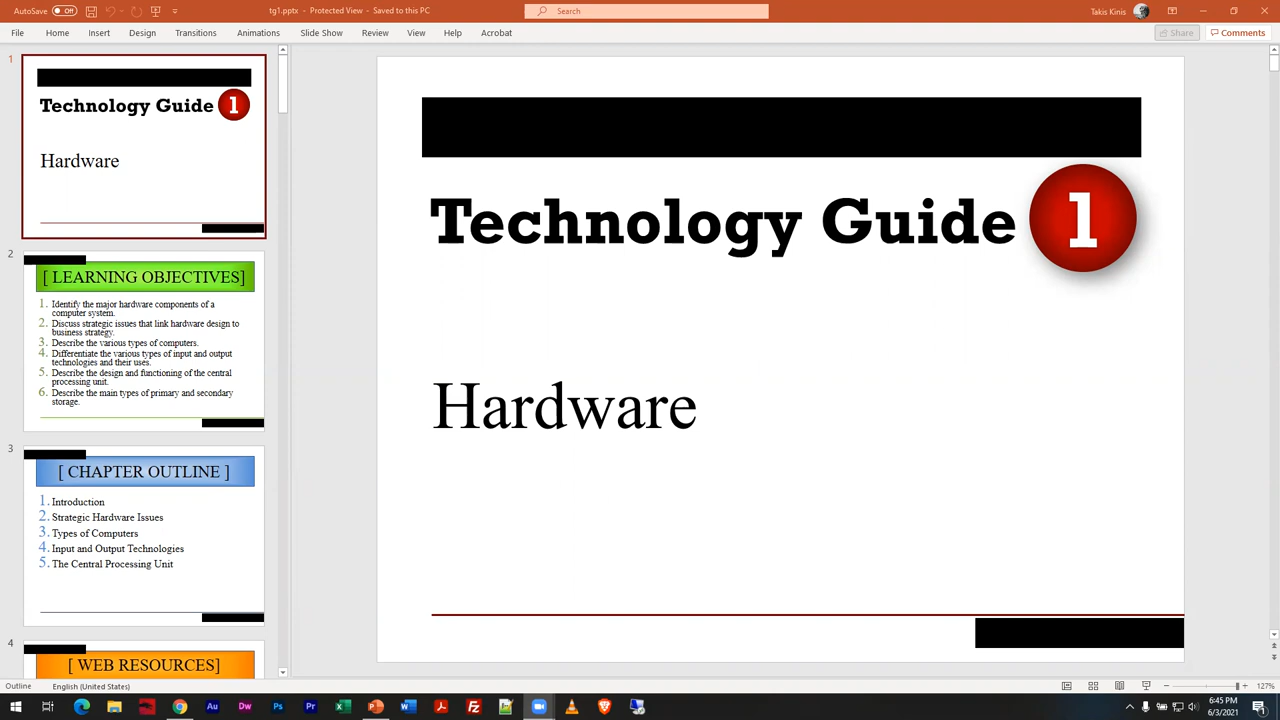 AutoSave Off
tg1.pptx - Protected View - Saved to this PC
Search
Takis Kinis
File Home Insert Design Transitions Animations Slide Show Review View Help Acrobat
Share Comments
1
Technology Guide 1
Hardware
2
[ LEARNING OBJECTIVES]
1. Identify the major hardware components of a
computer system.
2. Discuss strategic issues that link hardware design to
business strategy.
3. Describe the various types of computers.
4. Differentiate the various types of input and output
technologies and their uses.
5. Describe the design and functioning of the central
processing unit.
6. Describe the main types of primary and secondary
storage.
3
[ CHAPTER OUTLINE ]
1. Introduction
2. Strategic Hardware Issues
3. Types of Computers
4. Input and Output Technologies
5. The Central Processing Unit
4
[ WEB RESOURCES]
Technology Guide 1
Hardware
Outline English (United States)
127%
Au Dw Ps Pr
6:45 PM
6/3/2021